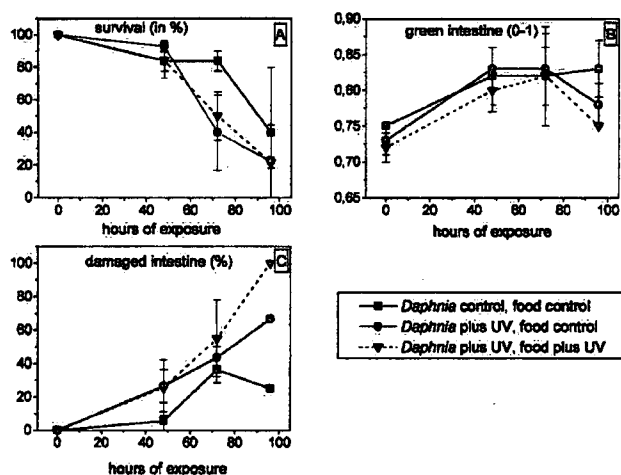 survival (in %)
A
100
80
60
40
20
0
0 20 40 60 80 100
hours of exposure
green intestine (0-1)
B
0,90
0,85
0,80
0,75
0,70
0,65
0 20 40 60 80 100
hours of exposure
damaged intestine (%)
C
100
80
60
40
20
0
0 20 40 60 80 100
hours of exposure
Daphnia control, food control
Daphnia plus UV, food control
Daphnia plus UV, food plus UV